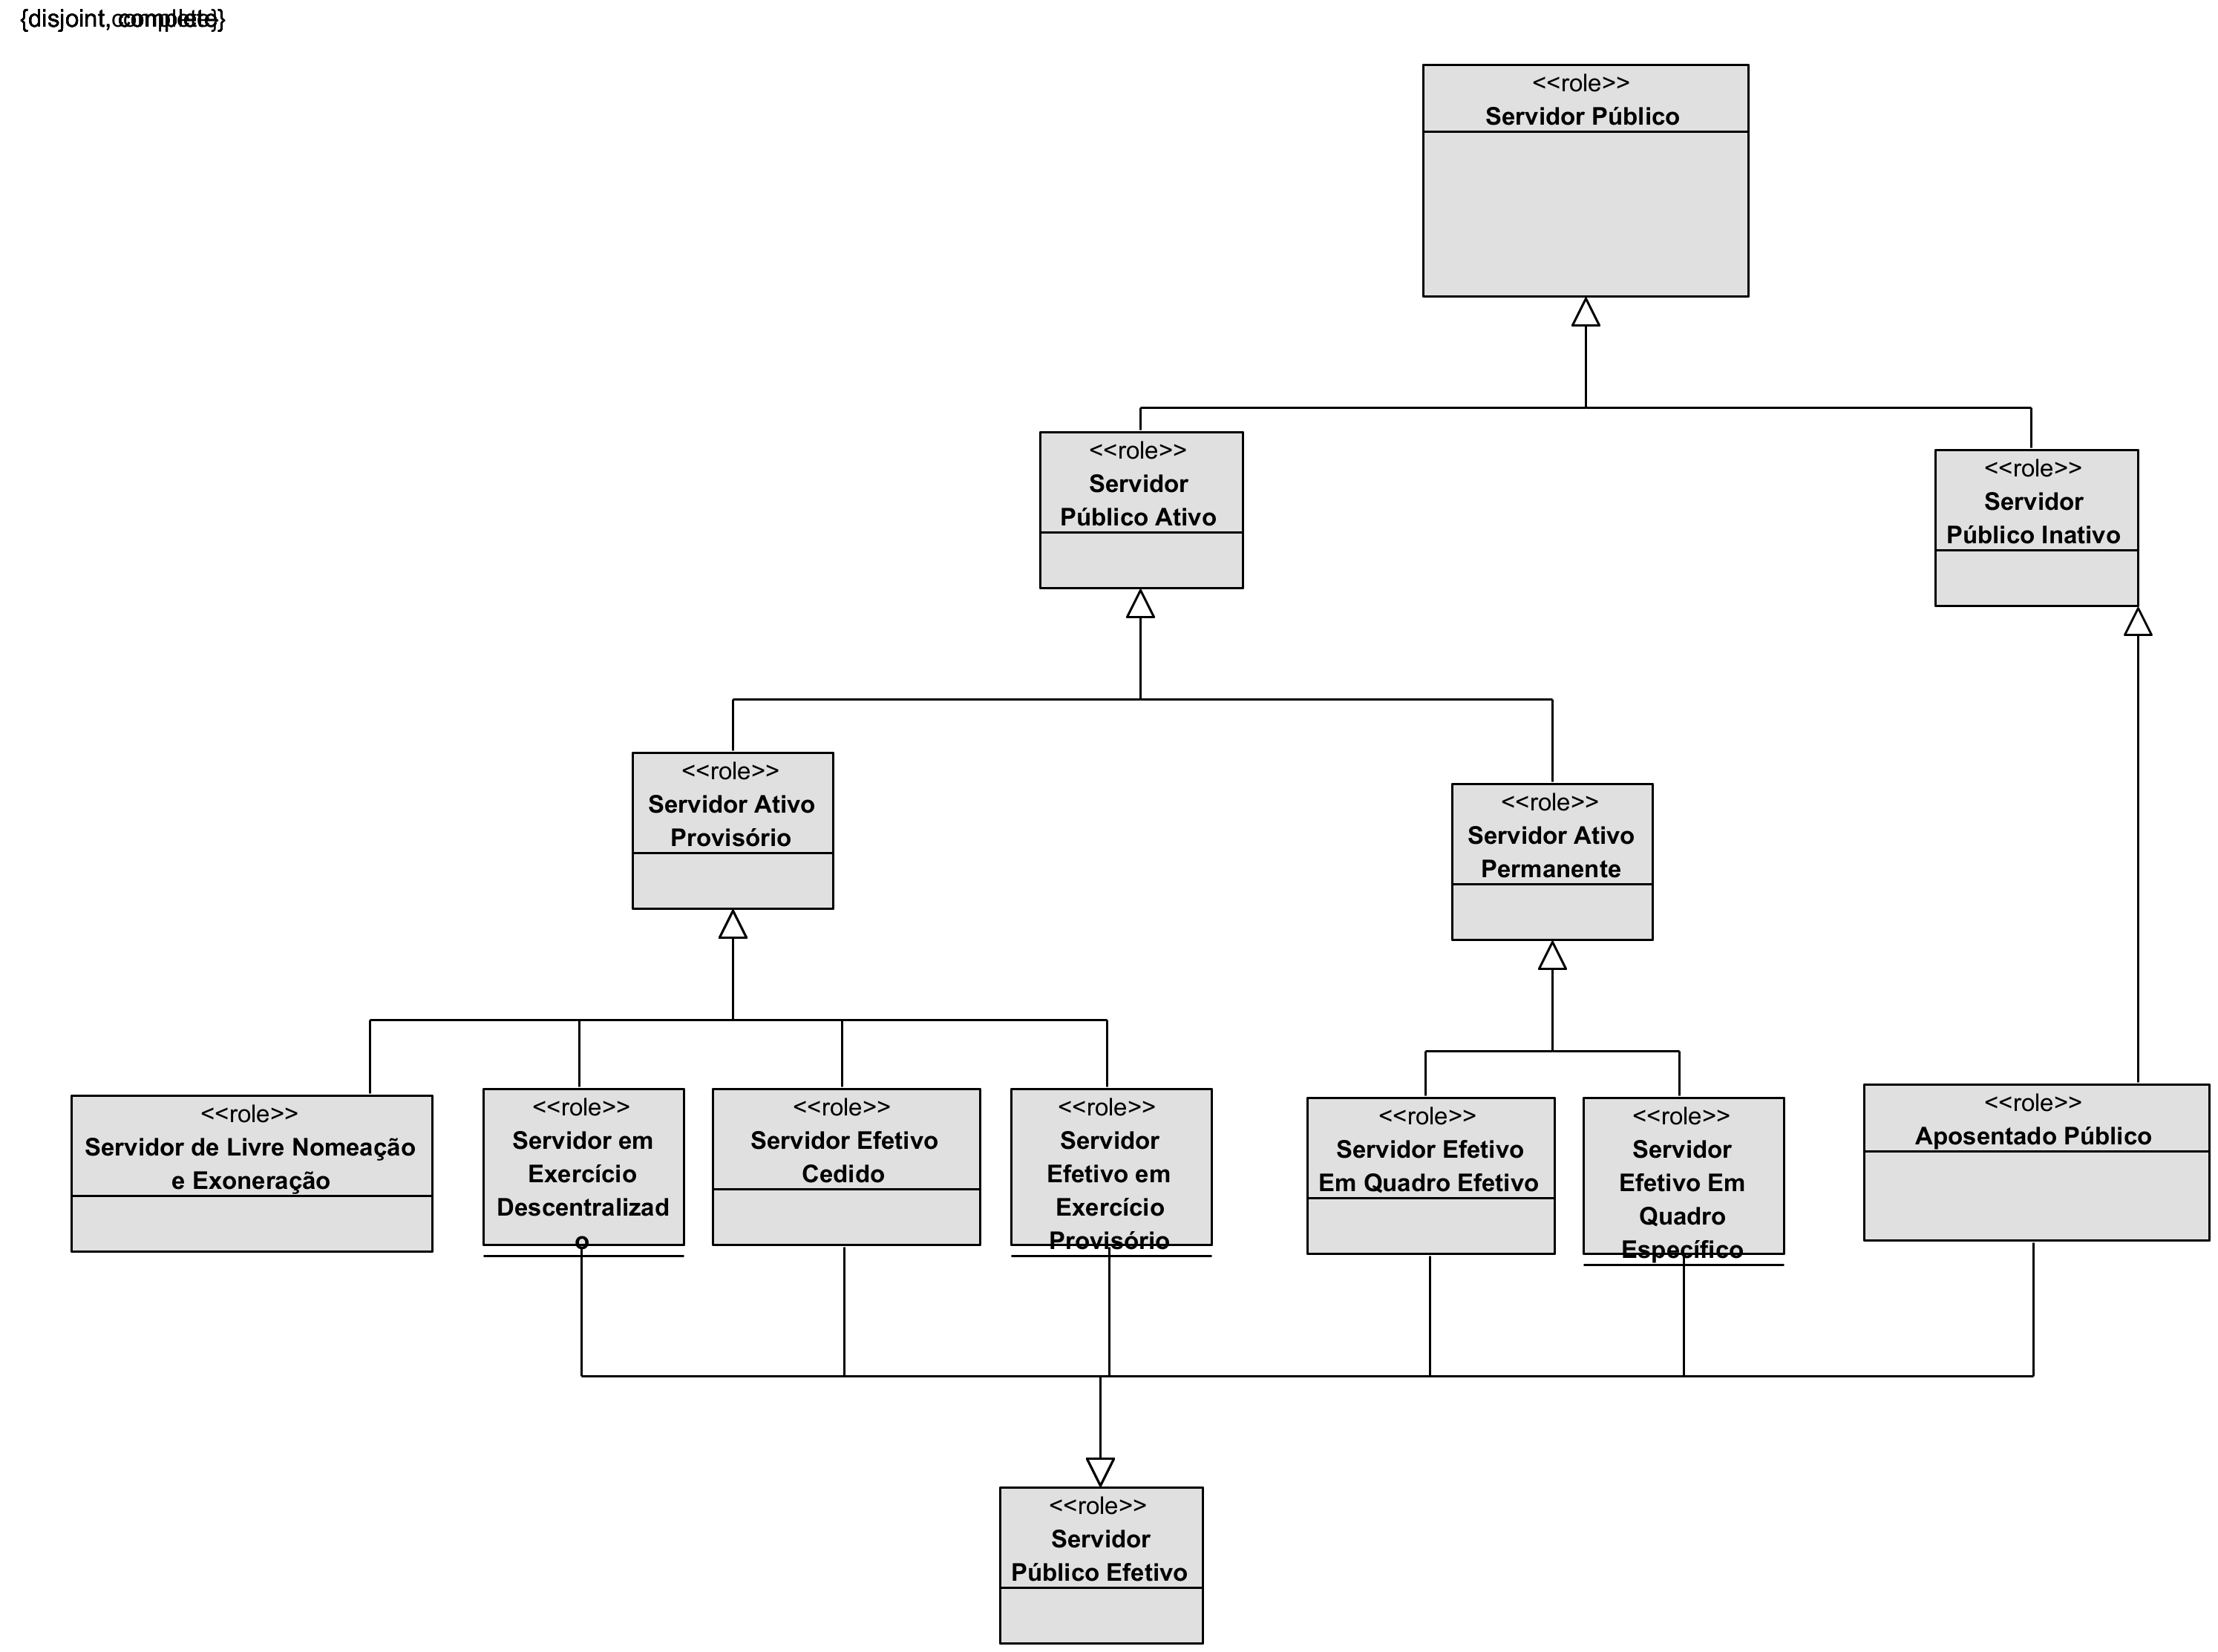 {disjoint, complete}
<<role>>
Servidor Público
<<role>>
Servidor
Público Ativo
<<role>>
Servidor
Público Inativo
<<role>>
Servidor Ativo
Provisório
<<role>>
Servidor Ativo
Permanente
<<role>>
Servidor de Livre Nomeação
e Exoneração
<<role>>
Servidor em
Exercício
Descentralizad
o
<<role>>
Servidor Efetivo
Cedido
<<role>>
Servidor
Efetivo em
Exercício
Provisório
<<role>>
Servidor Efetivo
Em Quadro Efetivo
<<role>>
Servidor
Efetivo Em
Quadro
Específico
<<role>>
Aposentado Público
<<role>>
Servidor
Público Efetivo